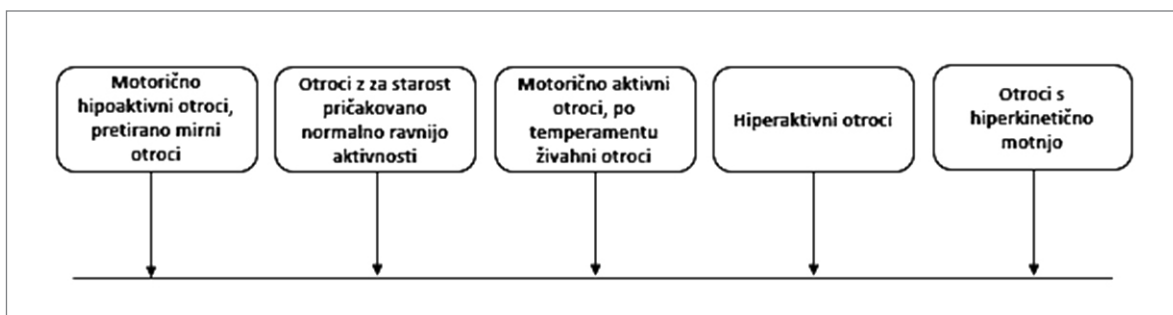 Motorično
hipoaktivni otroci,
pretirano mirni
otroci
Otroci z za starost
pričakovano
normalno ravnijo
aktivnosti
Motorično aktivni
otroci, po
temperamentu
živahni otroci
Hiperaktivni otroci
Otroci s
hiperkinetično
motnjo